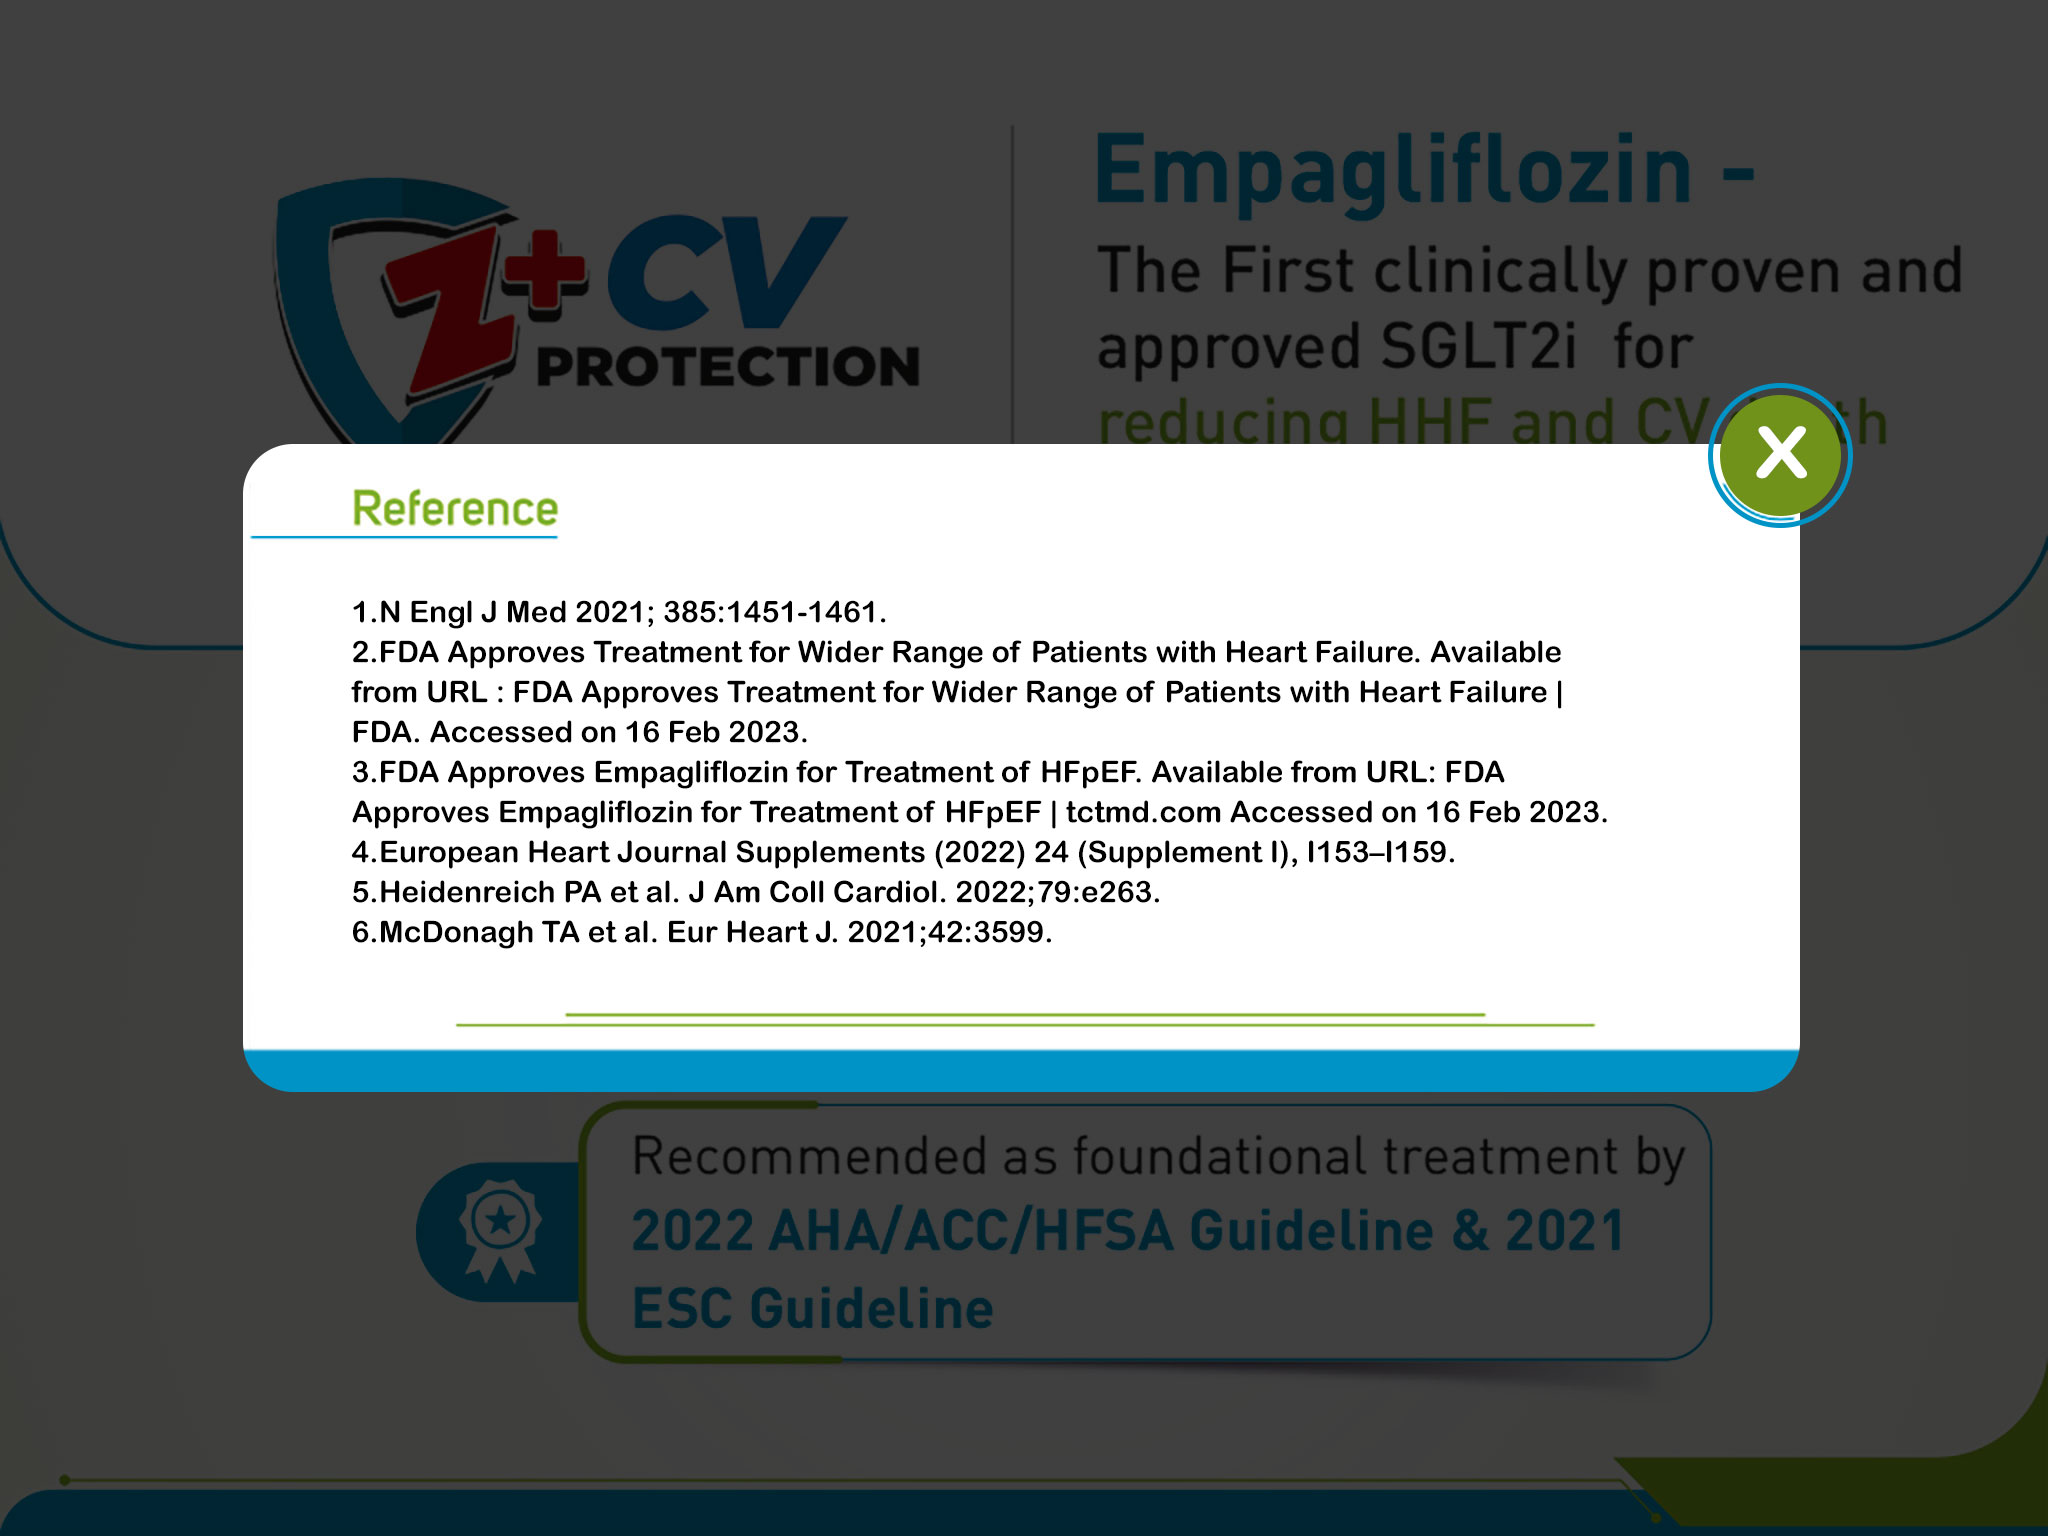 Z+ CV
PROTECTION
Empagliflozin -
The First clinically proven and
approved SGLT2i for
reducing HHF and CV
X
Reference
1.N Engl J Med 2021; 385:1451-1461.
2.FDA Approves Treatment for Wider Range of Patients with Heart Failure. Available
from URL : FDA Approves Treatment for Wider Range of Patients with Heart Failure |
FDA. Accessed on 16 Feb 2023.
3.FDA Approves Empagliflozin for Treatment of HFpEF. Available from URL: FDA
Approves Empagliflozin for Treatment of HFpEF | tctmd.com Accessed on 16 Feb 2023.
4.European Heart Journal Supplements (2022) 24 (Supplement I), I153–I159.
5.Heidenreich PA et al. J Am Coll Cardiol. 2022;79:e263.
6.McDonagh TA et al. Eur Heart J. 2021;42:3599.
Recommended as foundational treatment by
2022 AHA/ACC/HFSA Guideline & 2021
ESC Guideline